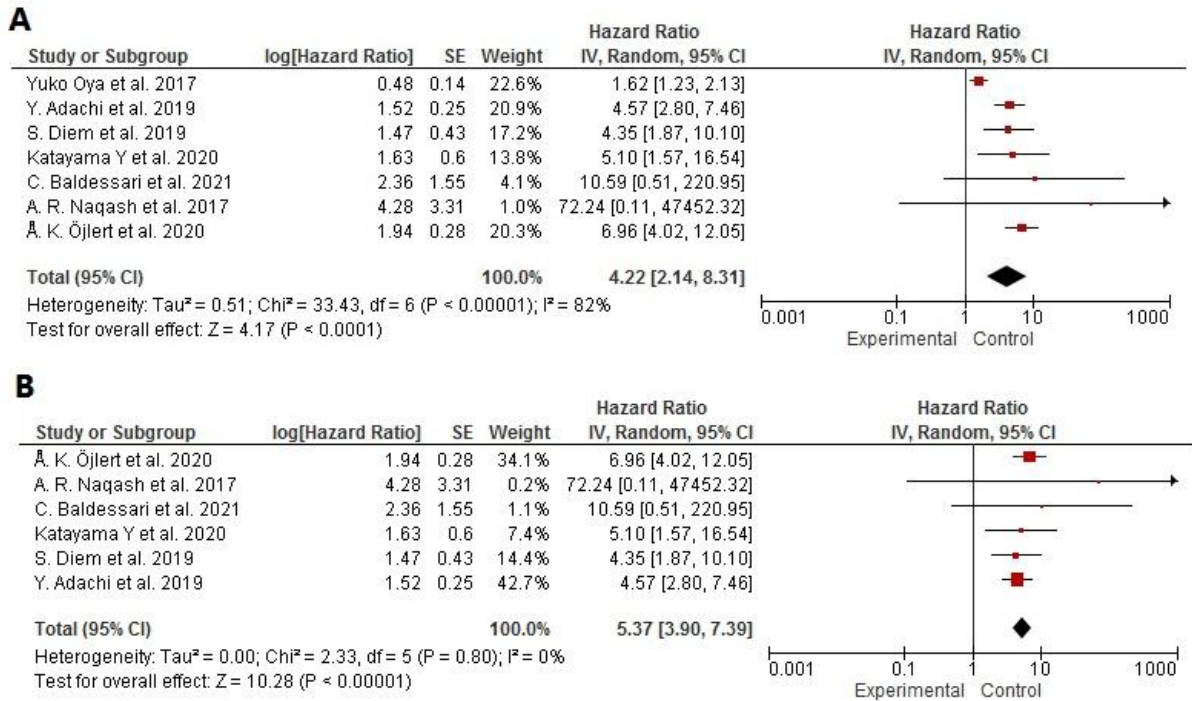 A
Hazard Ratio Hazard Ratio
Study or Subgroup log[Hazard Ratio] SE Weight IV, Random, 95% CI IV, Random, 95% CI
Yuko Oya et al. 2017 0.48 0.14 22.6% 1.62 [1.23, 2.13]
Y. Adachi et al. 2019 1.52 0.25 20.9% 4.57 [2.80, 7.46]
S. Diem et al. 2019 1.47 0.43 17.2% 4.35 [1.87, 10.10]
Katayama Y et al. 2020 1.63 0.6 13.8% 5.10 [1.57, 16.54]
C. Baldessari et al. 2021 2.36 1.55 4.1% 10.59 [0.51, 220.95]
A. R. Naqash et al. 2017 4.28 3.31 1.0% 72.24 [0.11, 47452.32]
Å. K. Öjlert et al. 2020 1.94 0.28 20.3% 6.96 [4.02, 12.05]
Total (95% CI) 100.0% 4.22 [2.14, 8.31]
Heterogeneity: Tau² = 0.51; Chi² = 33.43, df = 6 (P < 0.00001); I² = 82%
Test for overall effect: Z = 4.17 (P < 0.0001)
0.001 0.1 1 10 1000
Experimental Control
B
Hazard Ratio Hazard Ratio
Study or Subgroup log[Hazard Ratio] SE Weight IV, Random, 95% CI IV, Random, 95% CI
Å. K. Öjlert et al. 2020 1.94 0.28 34.1% 6.96 [4.02, 12.05]
A. R. Naqash et al. 2017 4.28 3.31 0.2% 72.24 [0.11, 47452.32]
C. Baldessari et al. 2021 2.36 1.55 1.1% 10.59 [0.51, 220.95]
Katayama Y et al. 2020 1.63 0.6 7.4% 5.10 [1.57, 16.54]
S. Diem et al. 2019 1.47 0.43 14.4% 4.35 [1.87, 10.10]
Y. Adachi et al. 2019 1.52 0.25 42.7% 4.57 [2.80, 7.46]
Total (95% CI) 100.0% 5.37 [3.90, 7.39]
Heterogeneity: Tau² = 0.00; Chi² = 2.33, df = 5 (P = 0.80); I² = 0%
Test for overall effect: Z = 10.28 (P < 0.00001)
0.001 0.1 1 10 1000
Experimental Control